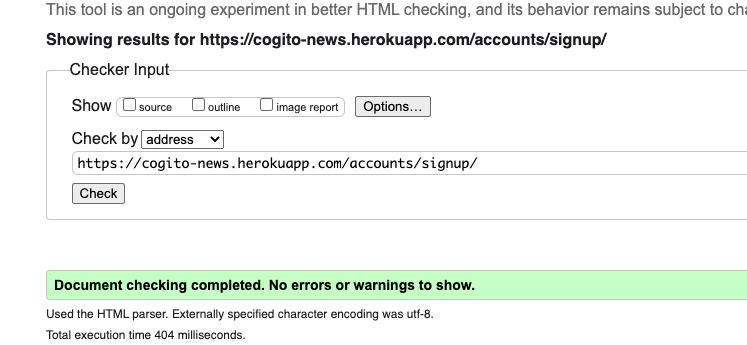 This tool is an ongoing experiment in better HTML checking, and its behavior remains subject to
Showing results for https://cogito-news.herokuapp.com/accounts/signup/
Checker Input
Show source outline image report Options...
Check by address
https://cogito-news.herokuapp.com/accounts/signup/
Check
Document checking completed. No errors or warnings to show.
Used the HTML parser. Externally specified character encoding was utf-8.
Total execution time 404 milliseconds.